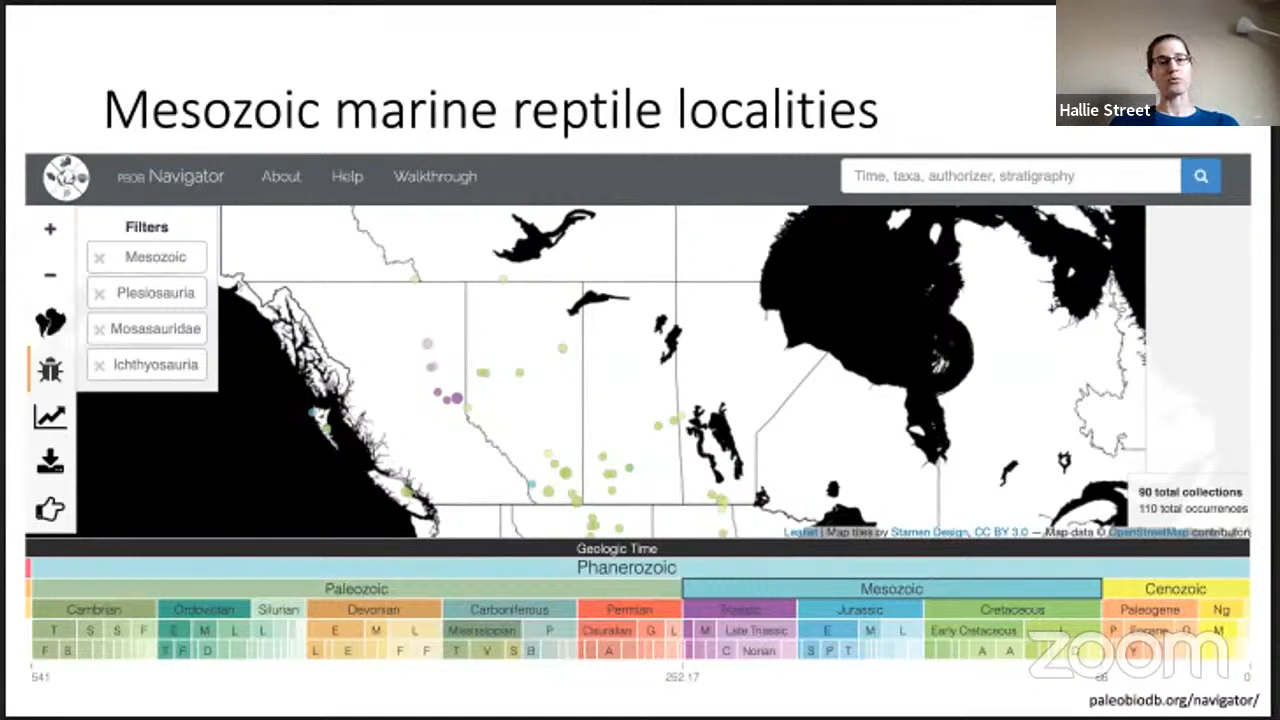 Hallie Street
Mesozoic marine reptile localities
PBDB Navigator About Help Walkthrough
Time, taxa, authorizer, stratigraphy
Filters
× Mesozoic
× Plesiosauria
× Mosasauridae
× Ichthyosauria
90 total collections
110 total occurrences
Leaflet | Map tiles by Stamen Design, CC BY 3.0 — Map data © OpenStreetMap contributors
Geologic Time
Phanerozoic
Paleozoic Mesozoic Cenozoic
Cambrian Ordovician Silurian Devonian Carboniferous Permian Triassic Jurassic Cretaceous Paleogene Ng
T S S F E M L L E M L Mississippian P Cisuralian G L M Late Triassic E M L Early Cretaceous L P Eocene O M
F S T F D L E F F T V S B A C Norian S P T A A C Y
541 252.17 66 0
zoom
paleobiodb.org/navigator/